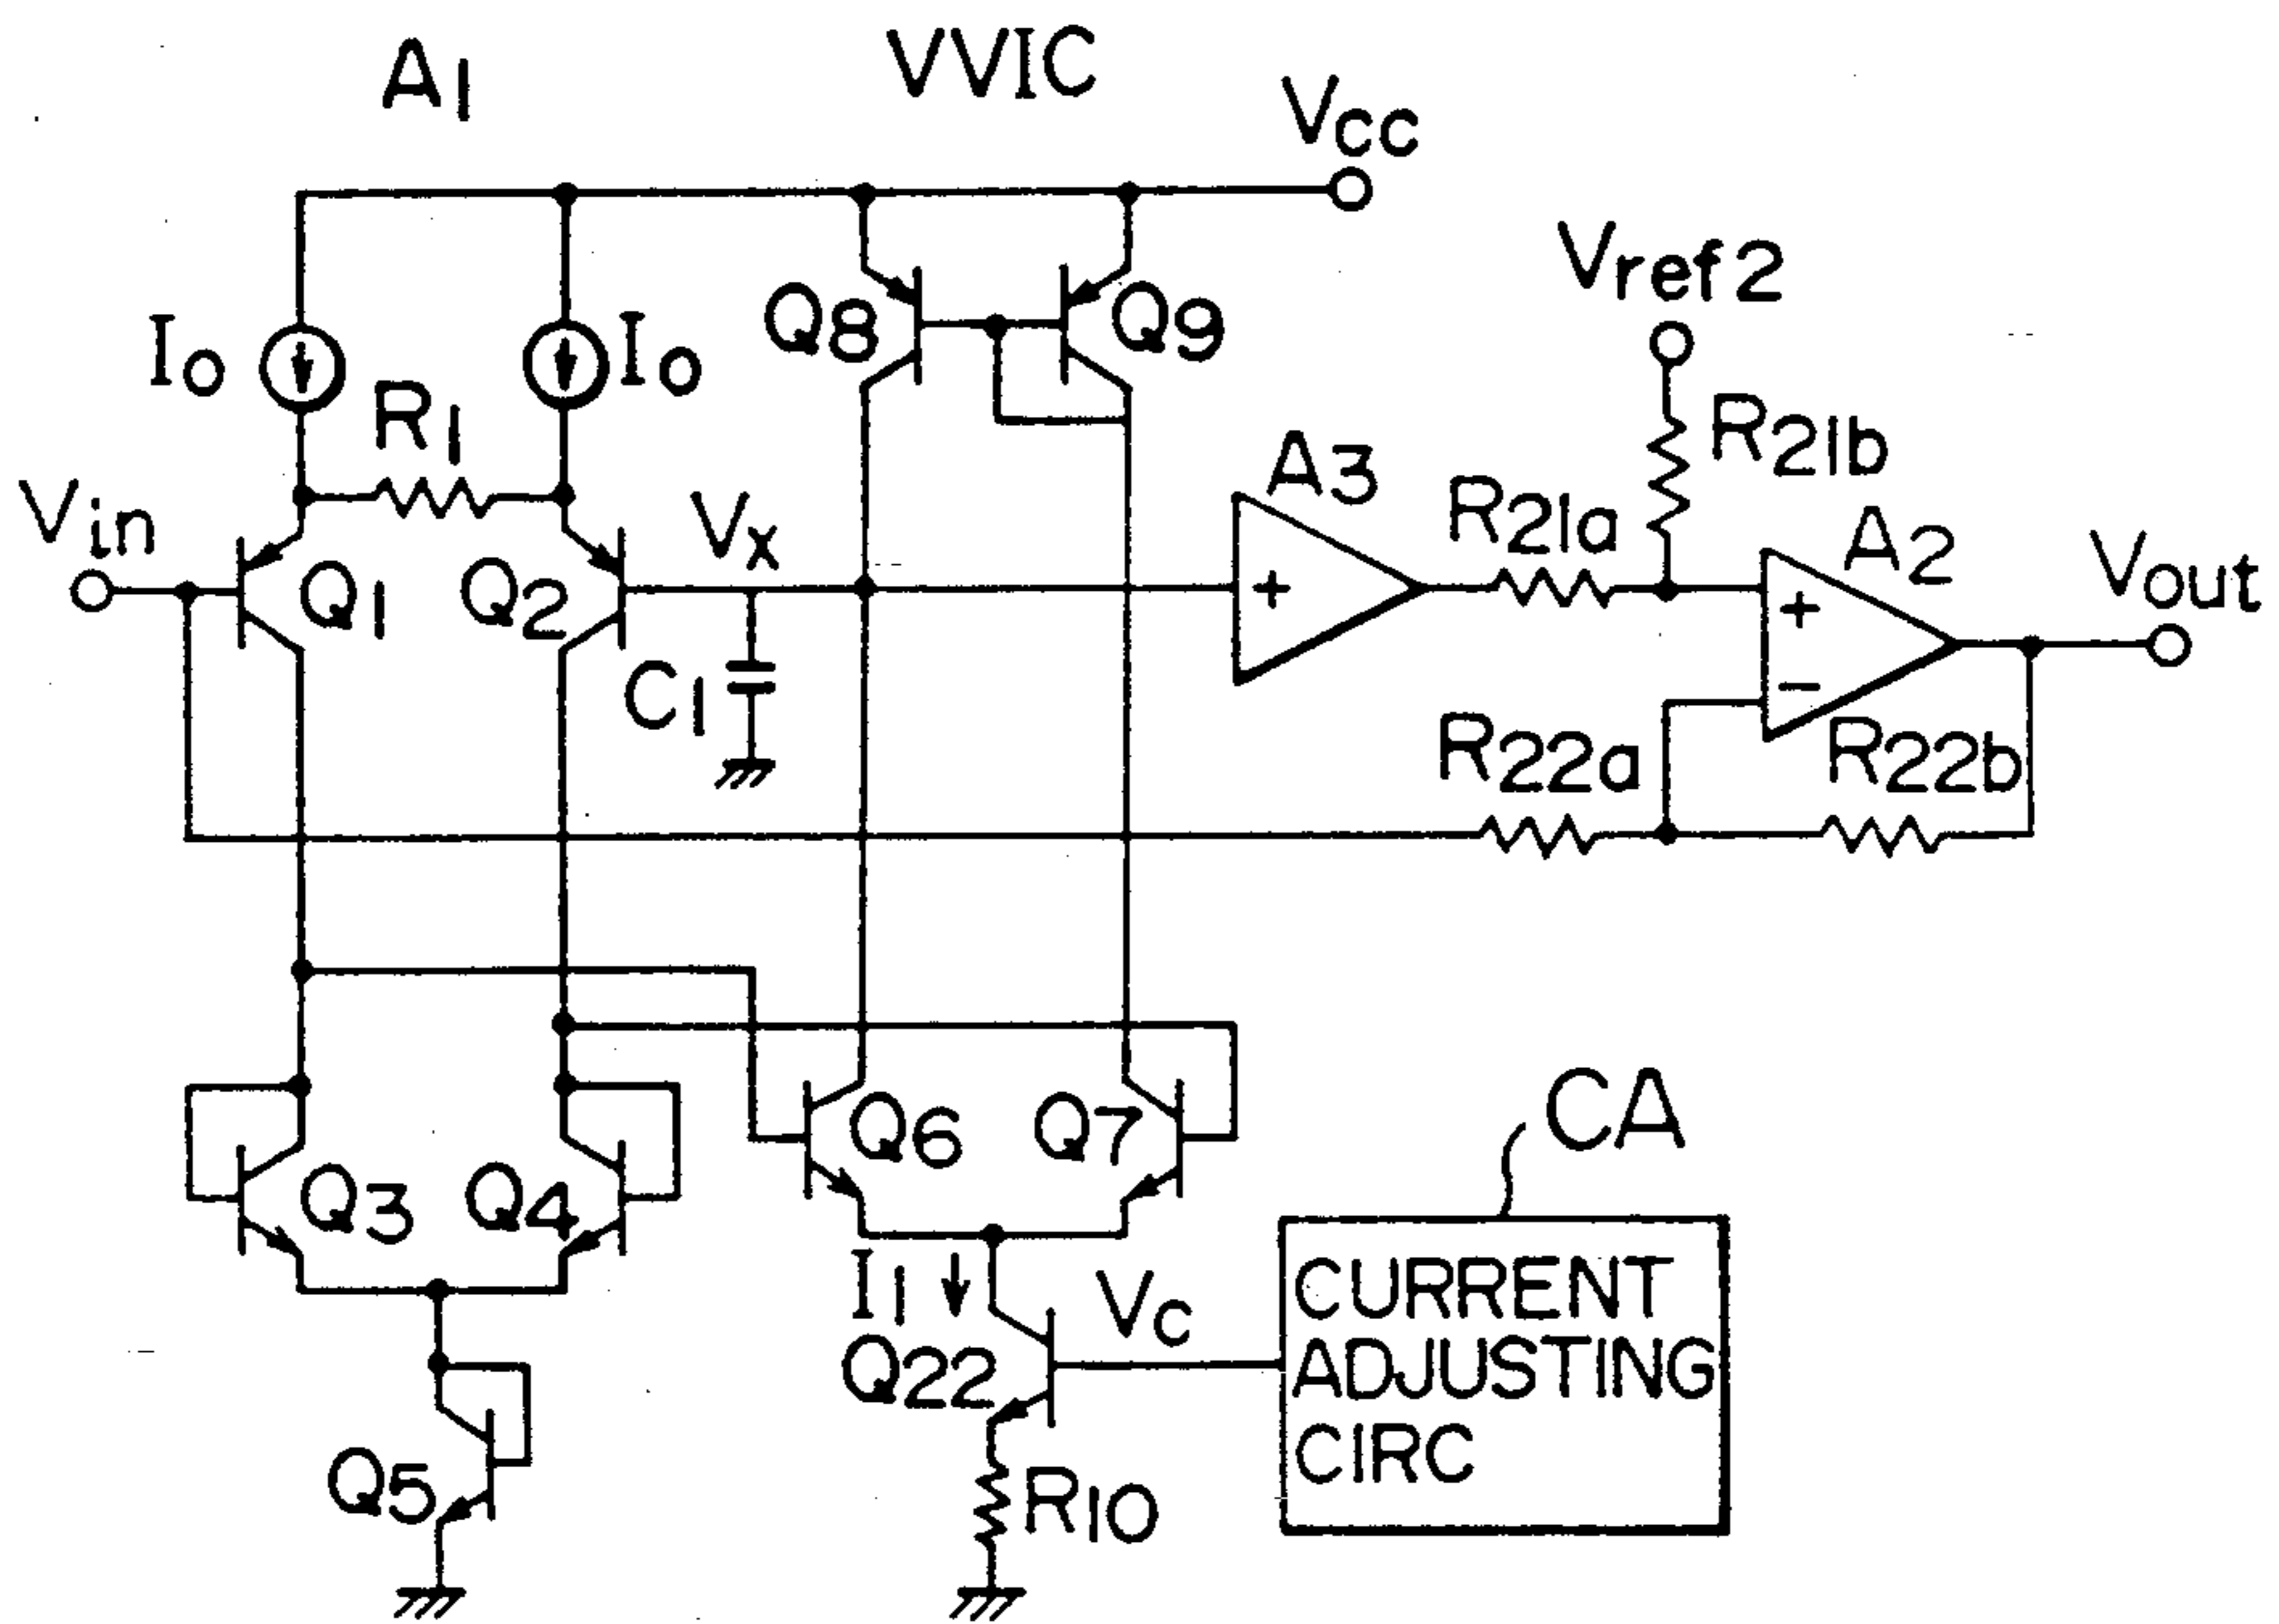 A1
VVIC
Vcc
Vref2
Io
Io
Q8
Q9
R1
R21b
A3
R21a
A2
Vin
Vx
Vout
Q1
Q2
+
+
C1
−
R22a
R22b
CA
Q6
Q7
Q3
Q4
I1
Vc
CURRENT
ADJUSTING
CIRC
Q22
Q5
R10